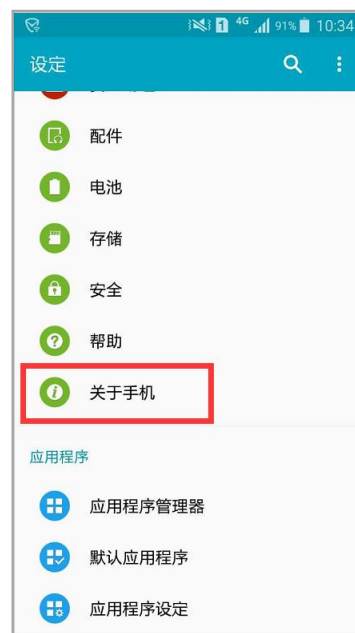 1 4G 91% 10:34
设定
配件
电池
存储
安全
帮助
关于手机
应用程序
应用程序管理器
默认应用程序
应用程序设定